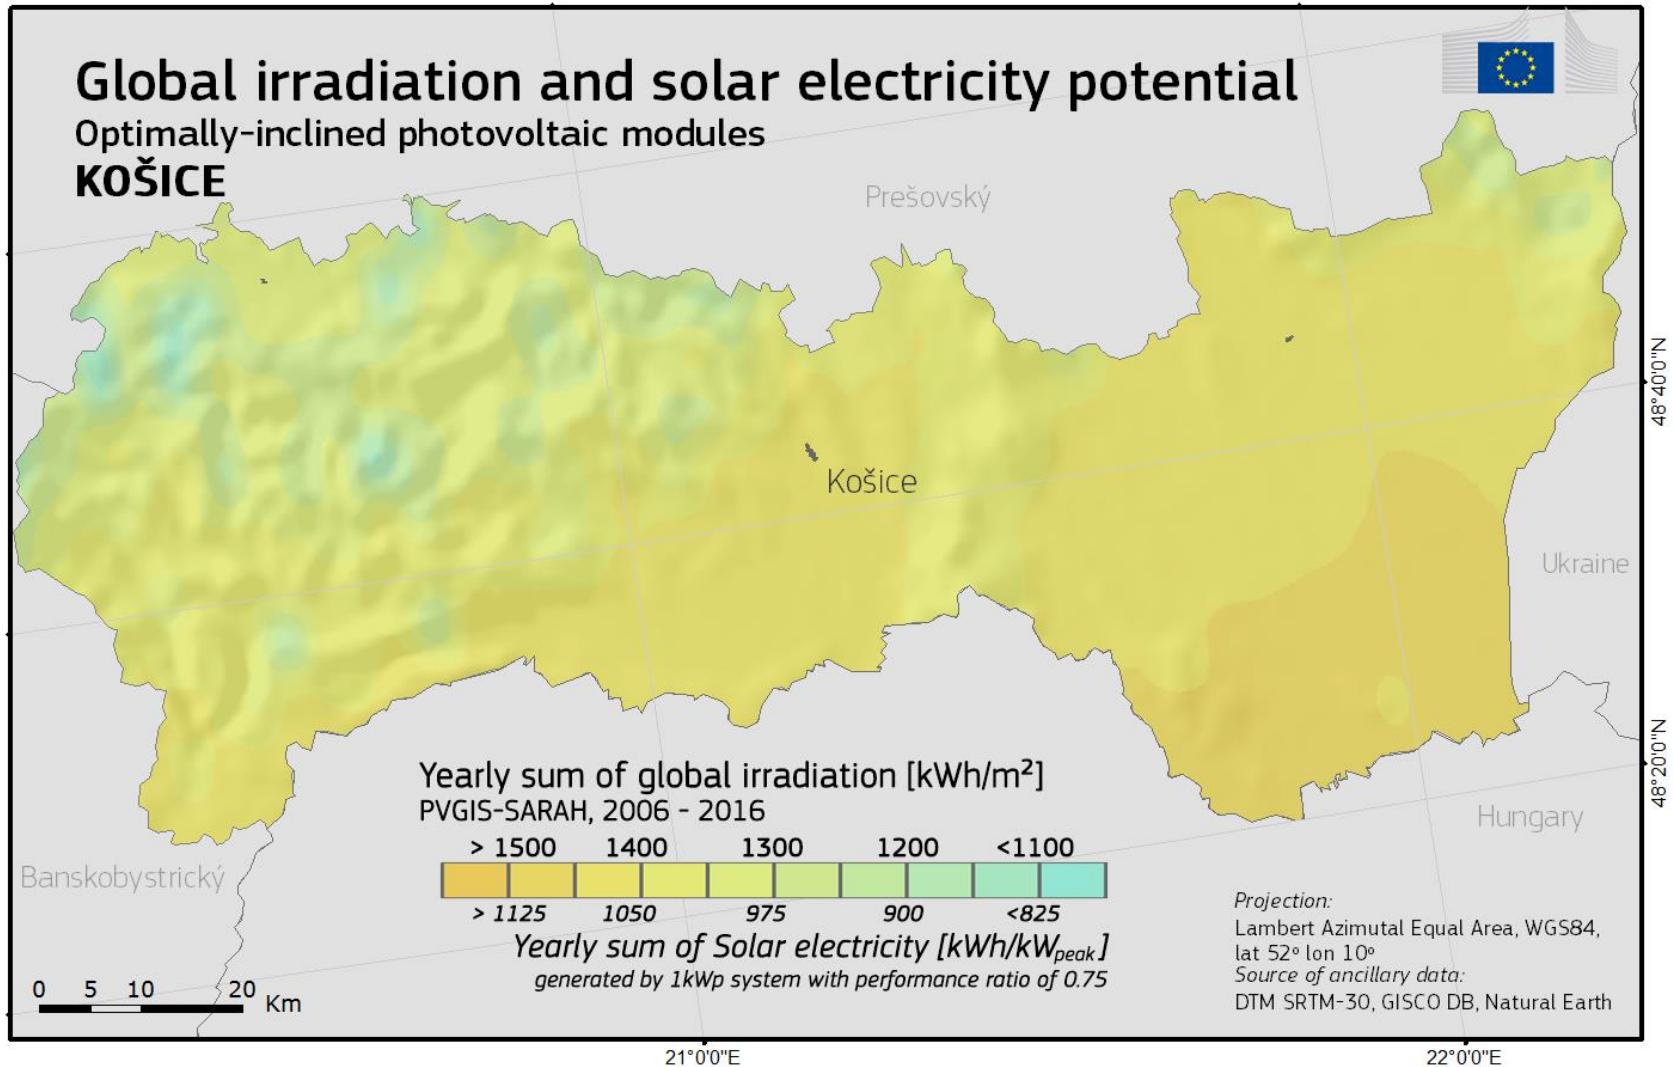 Global irradiation and solar electricity potential
Optimally-inclined photovoltaic modules
KOŠICE
Prešovský
Košice
48°40'0"N
Ukraine
48°20'0"N
Hungary
Banskobystrický
Yearly sum of global irradiation [kWh/m²]
PVGIS-SARAH, 2006 - 2016
> 1500 1400 1300 1200 <1100
> 1125 1050 975 900 <825
Yearly sum of Solar electricity [kWh/kWpeak]
generated by 1kWp system with performance ratio of 0.75
0 5 10 20 Km
Projection:
Lambert Azimutal Equal Area, WGS84,
lat 52º lon 10º
Source of ancillary data:
DTM SRTM-30, GISCO DB, Natural Earth
21°0'0"E
22°0'0"E